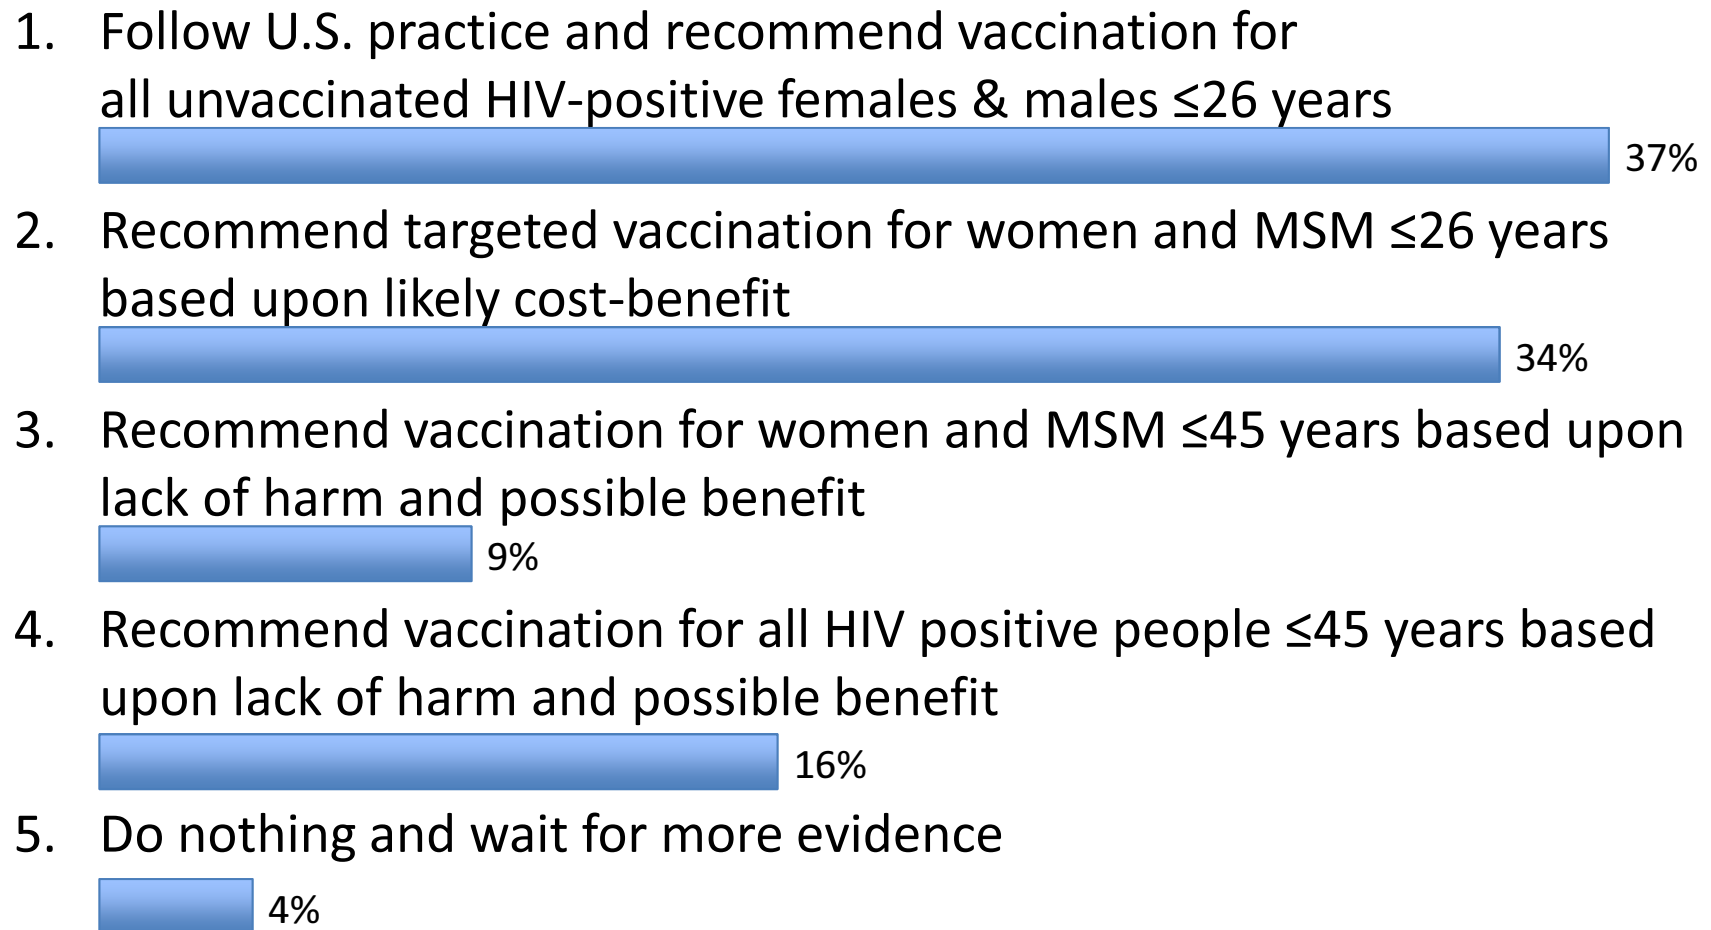 1. Follow U.S. practice and recommend vaccination for
all unvaccinated HIV-positive females & males ≤26 years
37%
2. Recommend targeted vaccination for women and MSM ≤26 years
based upon likely cost-benefit
34%
3. Recommend vaccination for women and MSM ≤45 years based upon
lack of harm and possible benefit
9%
4. Recommend vaccination for all HIV positive people ≤45 years based
upon lack of harm and possible benefit
16%
5. Do nothing and wait for more evidence
4%